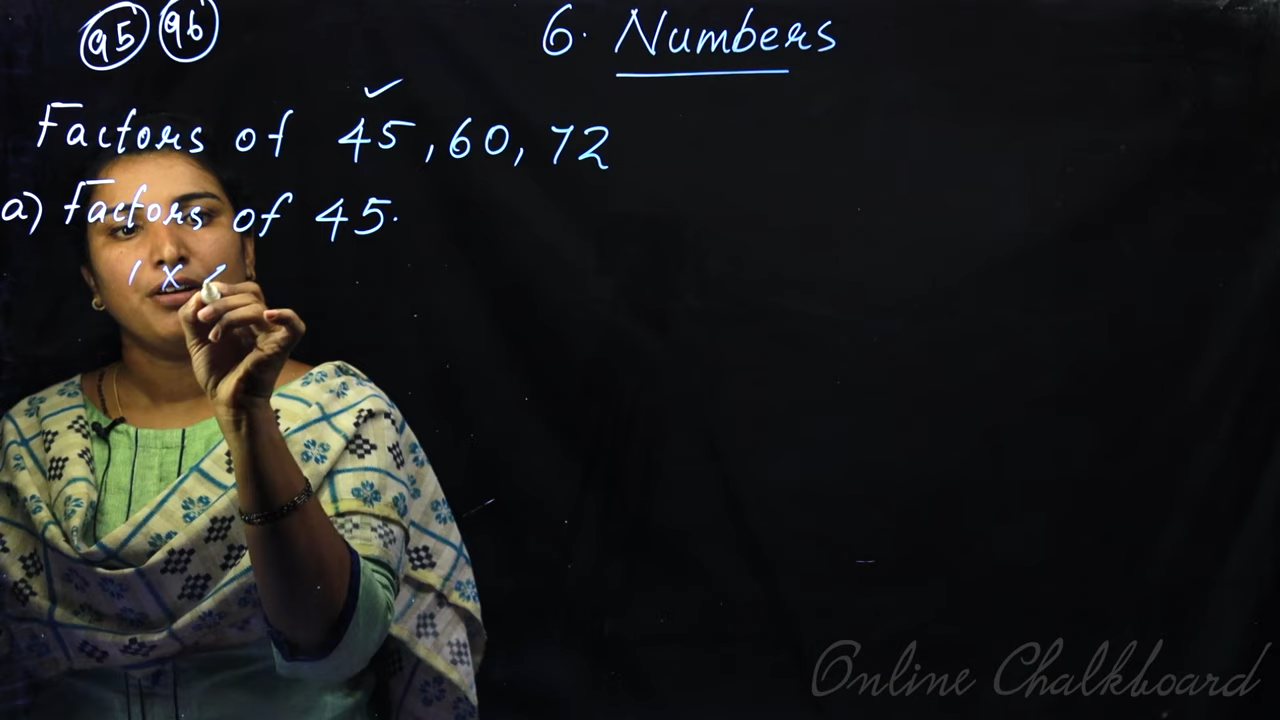 95 96
6. Numbers
Factors of 45, 60, 72
a) Factors of 45.
1 x
Online Chalkboard